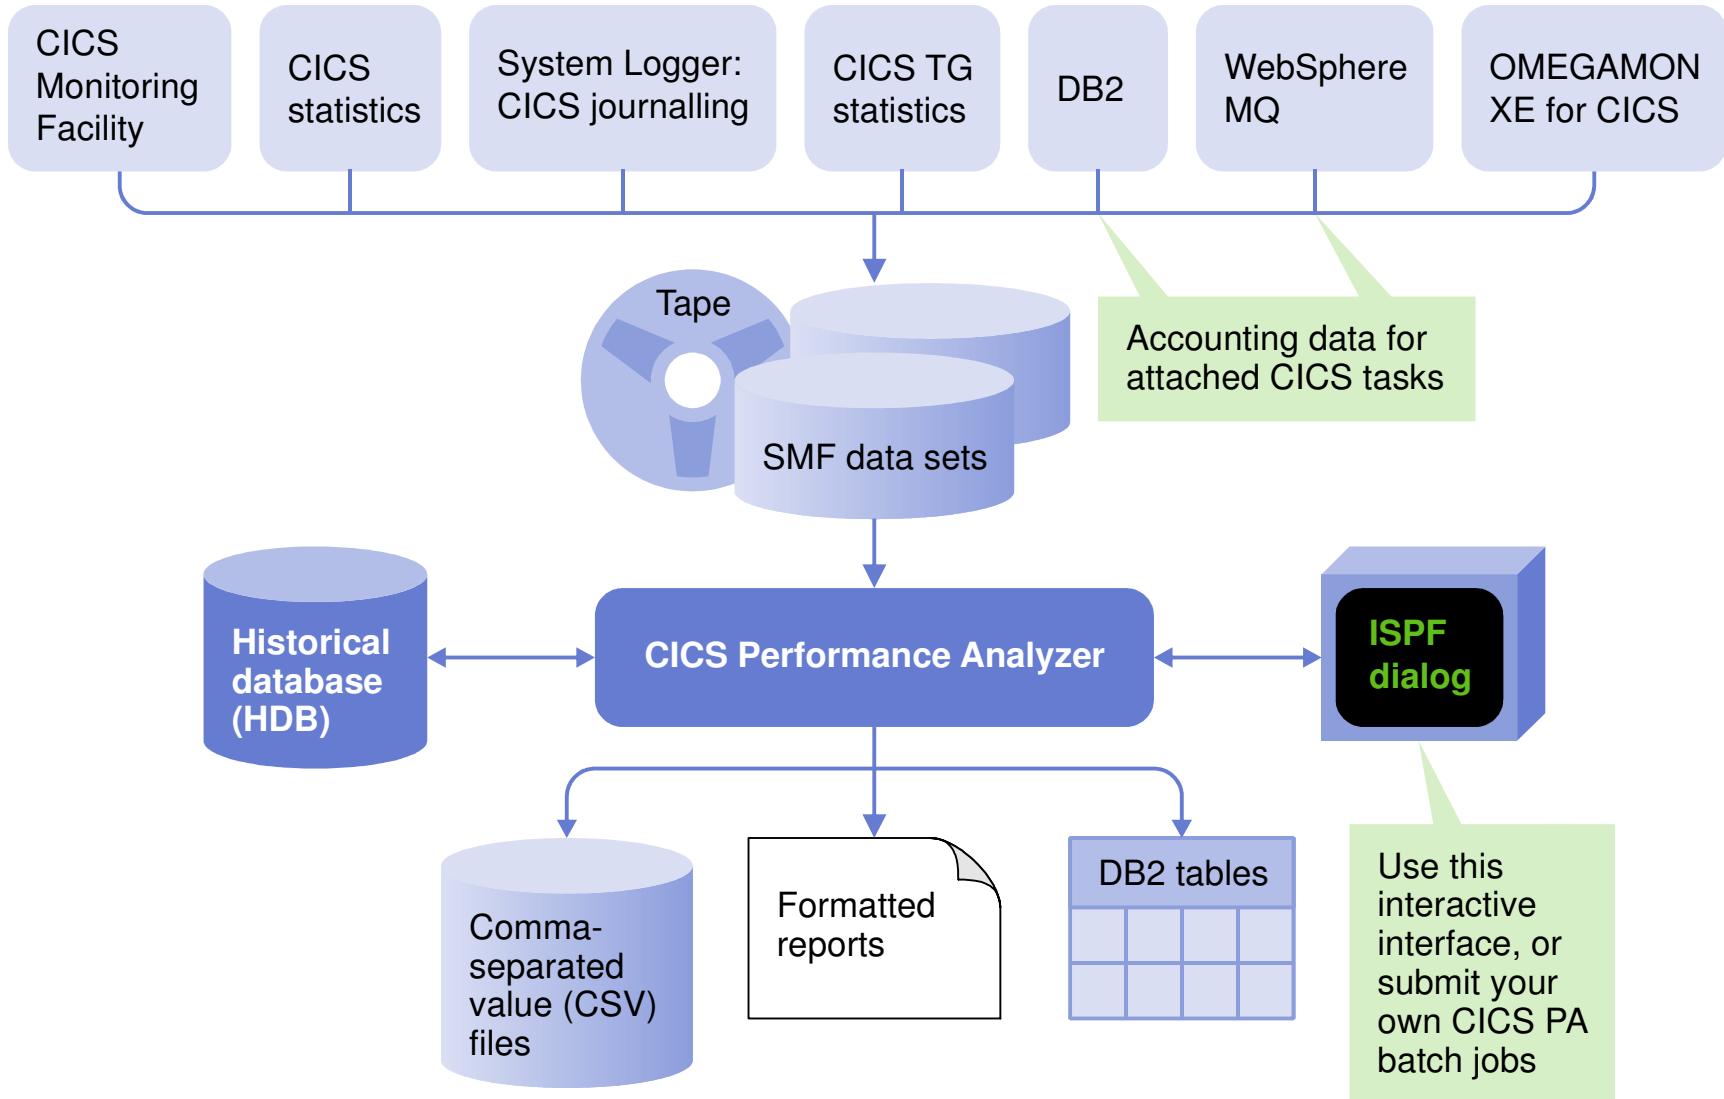 CICS
Monitoring
Facility
CICS
statistics
System Logger:
CICS journalling
CICS TG
statistics
DB2
WebSphere
MQ
OMEGAMON
XE for CICS
Tape
SMF data sets
Accounting data for
attached CICS tasks
Historical
database
(HDB)
CICS Performance Analyzer
ISPF
dialog
Comma-
separated
value (CSV)
files
Formatted
reports
DB2 tables
Use this
interactive
interface, or
submit your
own CICS PA
batch jobs